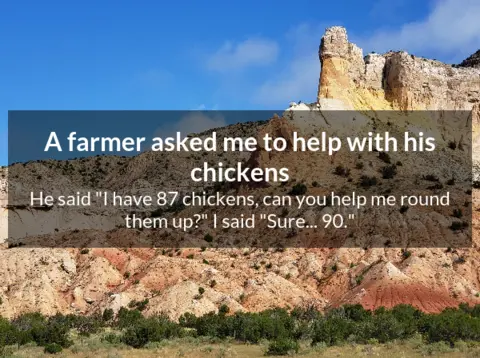 A farmer asked me to help with his
chickens
He said "I have 87 chickens, can you help me round
them up?" I said "Sure... 90."